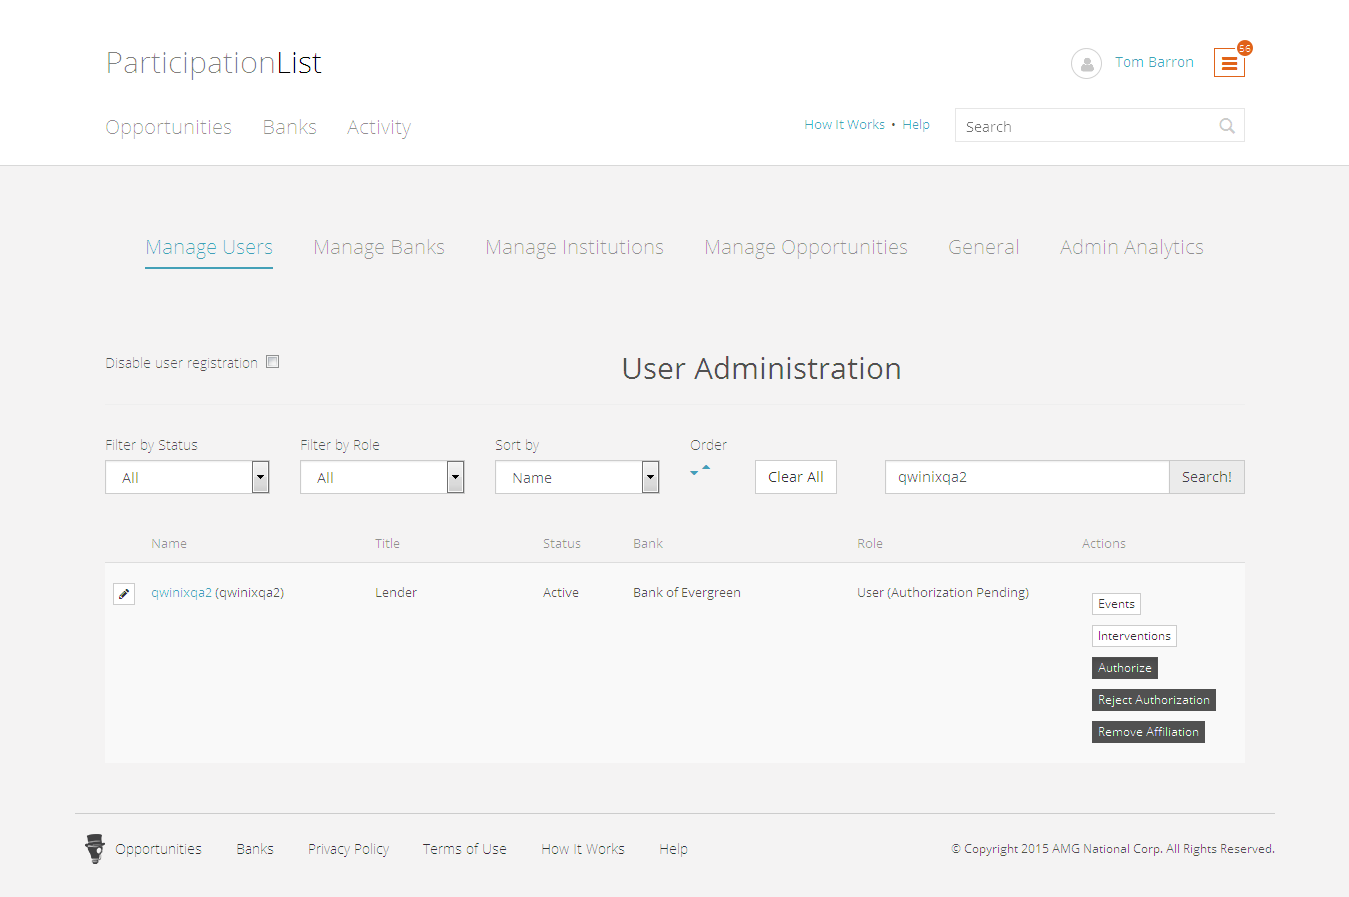 ParticipationList
Tom Barron
56
Opportunities Banks Activity
How It Works • Help
Search
Manage Users Manage Banks Manage Institutions Manage Opportunities General Admin Analytics
Disable user registration
User Administration
Filter by Status Filter by Role Sort by Order
All All Name Clear All qwinixqa2 Search!
Name Title Status Bank Role Actions
qwinixqa2 (qwinixqa2) Lender Active Bank of Evergreen User (Authorization Pending)
Events
Interventions
Authorize
Reject Authorization
Remove Affiliation
Opportunities Banks Privacy Policy Terms of Use How It Works Help © Copyright 2015 AMG National Corp. All Rights Reserved.